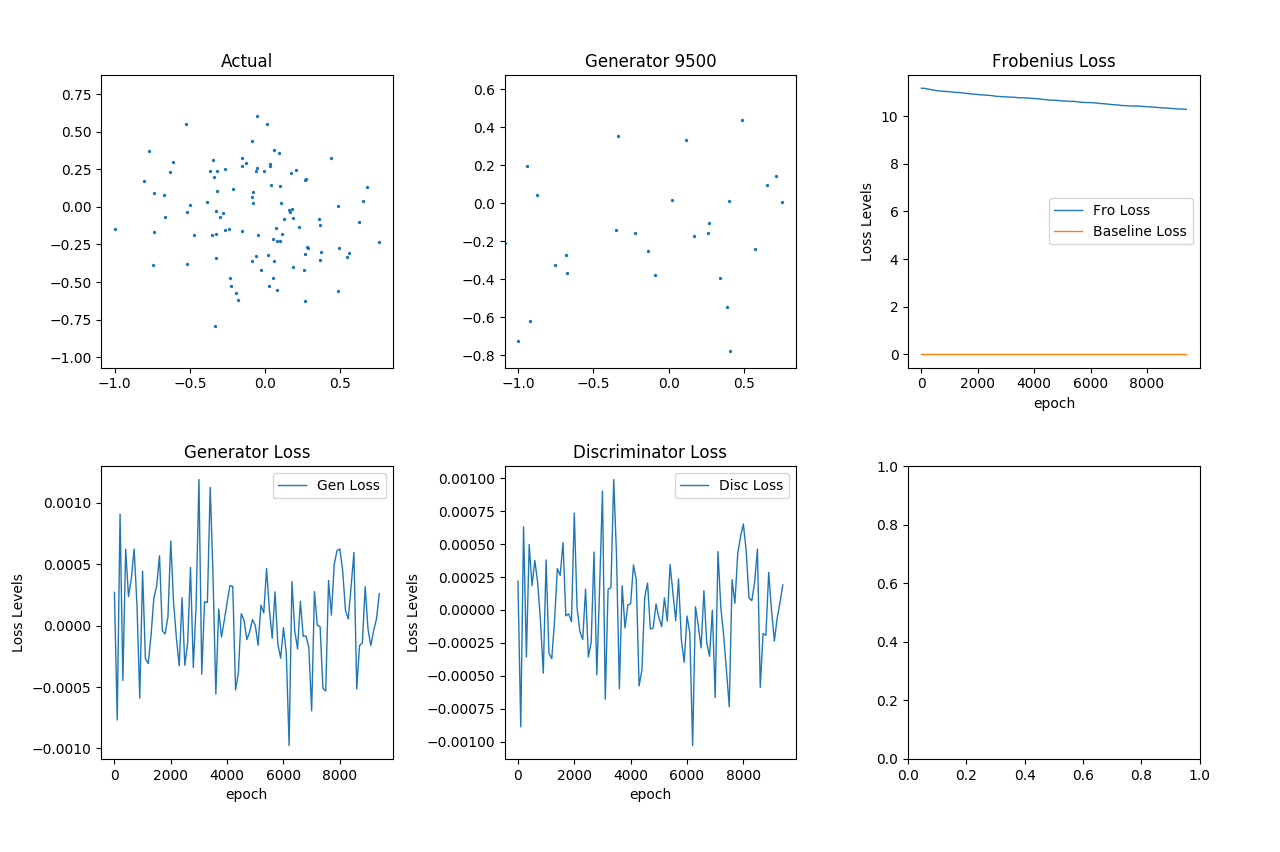 Actual
0.75
0.50
0.25
0.00
−0.25
−0.50
−0.75
−1.00
−1.0 −0.5 0.0 0.5
Generator 9500
0.6
0.4
0.2
0.0
−0.2
−0.4
−0.6
−0.8
−1.0 −0.5 0.0 0.5
Frobenius Loss
Loss Levels
10
8
6
4
2
0
Fro Loss
Baseline Loss
0 2000 4000 6000 8000
epoch
Generator Loss
Loss Levels
0.0010
0.0005
0.0000
−0.0005
−0.0010
Gen Loss
0 2000 4000 6000 8000
epoch
Discriminator Loss
Loss Levels
0.00100
0.00075
0.00050
0.00025
0.00000
−0.00025
−0.00050
−0.00075
−0.00100
Disc Loss
0 2000 4000 6000 8000
epoch
1.0
0.8
0.6
0.4
0.2
0.0
0.0 0.2 0.4 0.6 0.8 1.0